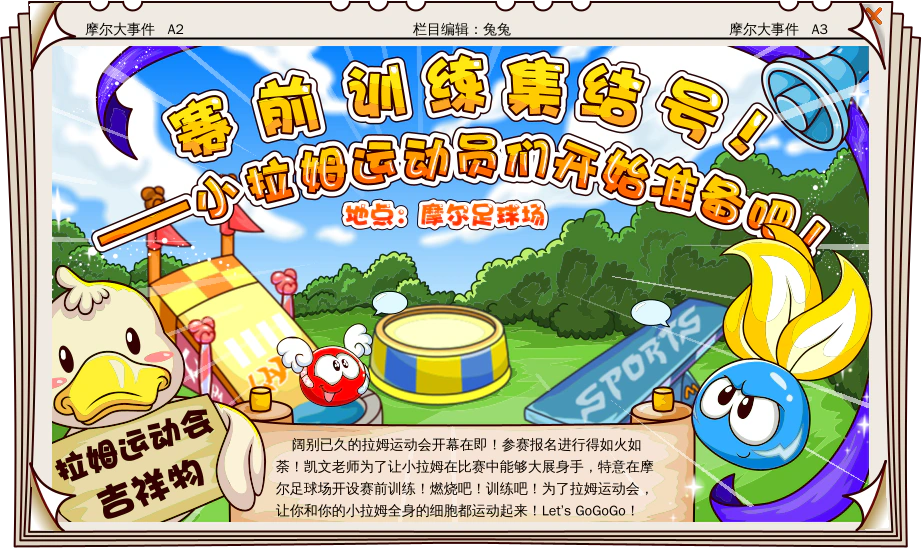 摩尔大事件 A2
栏目编辑：兔兔
摩尔大事件 A3
赛前训练集结号！
——小拉姆运动员们开始准备吧！
地点：摩尔足球场
SPORTS
拉姆运动会
吉祥物
阔别已久的拉姆运动会开幕在即！参赛报名进行得如火如
荼！凯文老师为了让小拉姆在比赛中能够大展身手，特意在摩
尔足球场开设赛前训练！燃烧吧！训练吧！为了拉姆运动会，
让你和你的小拉姆全身的细胞都运动起来！Let's GoGoGo！